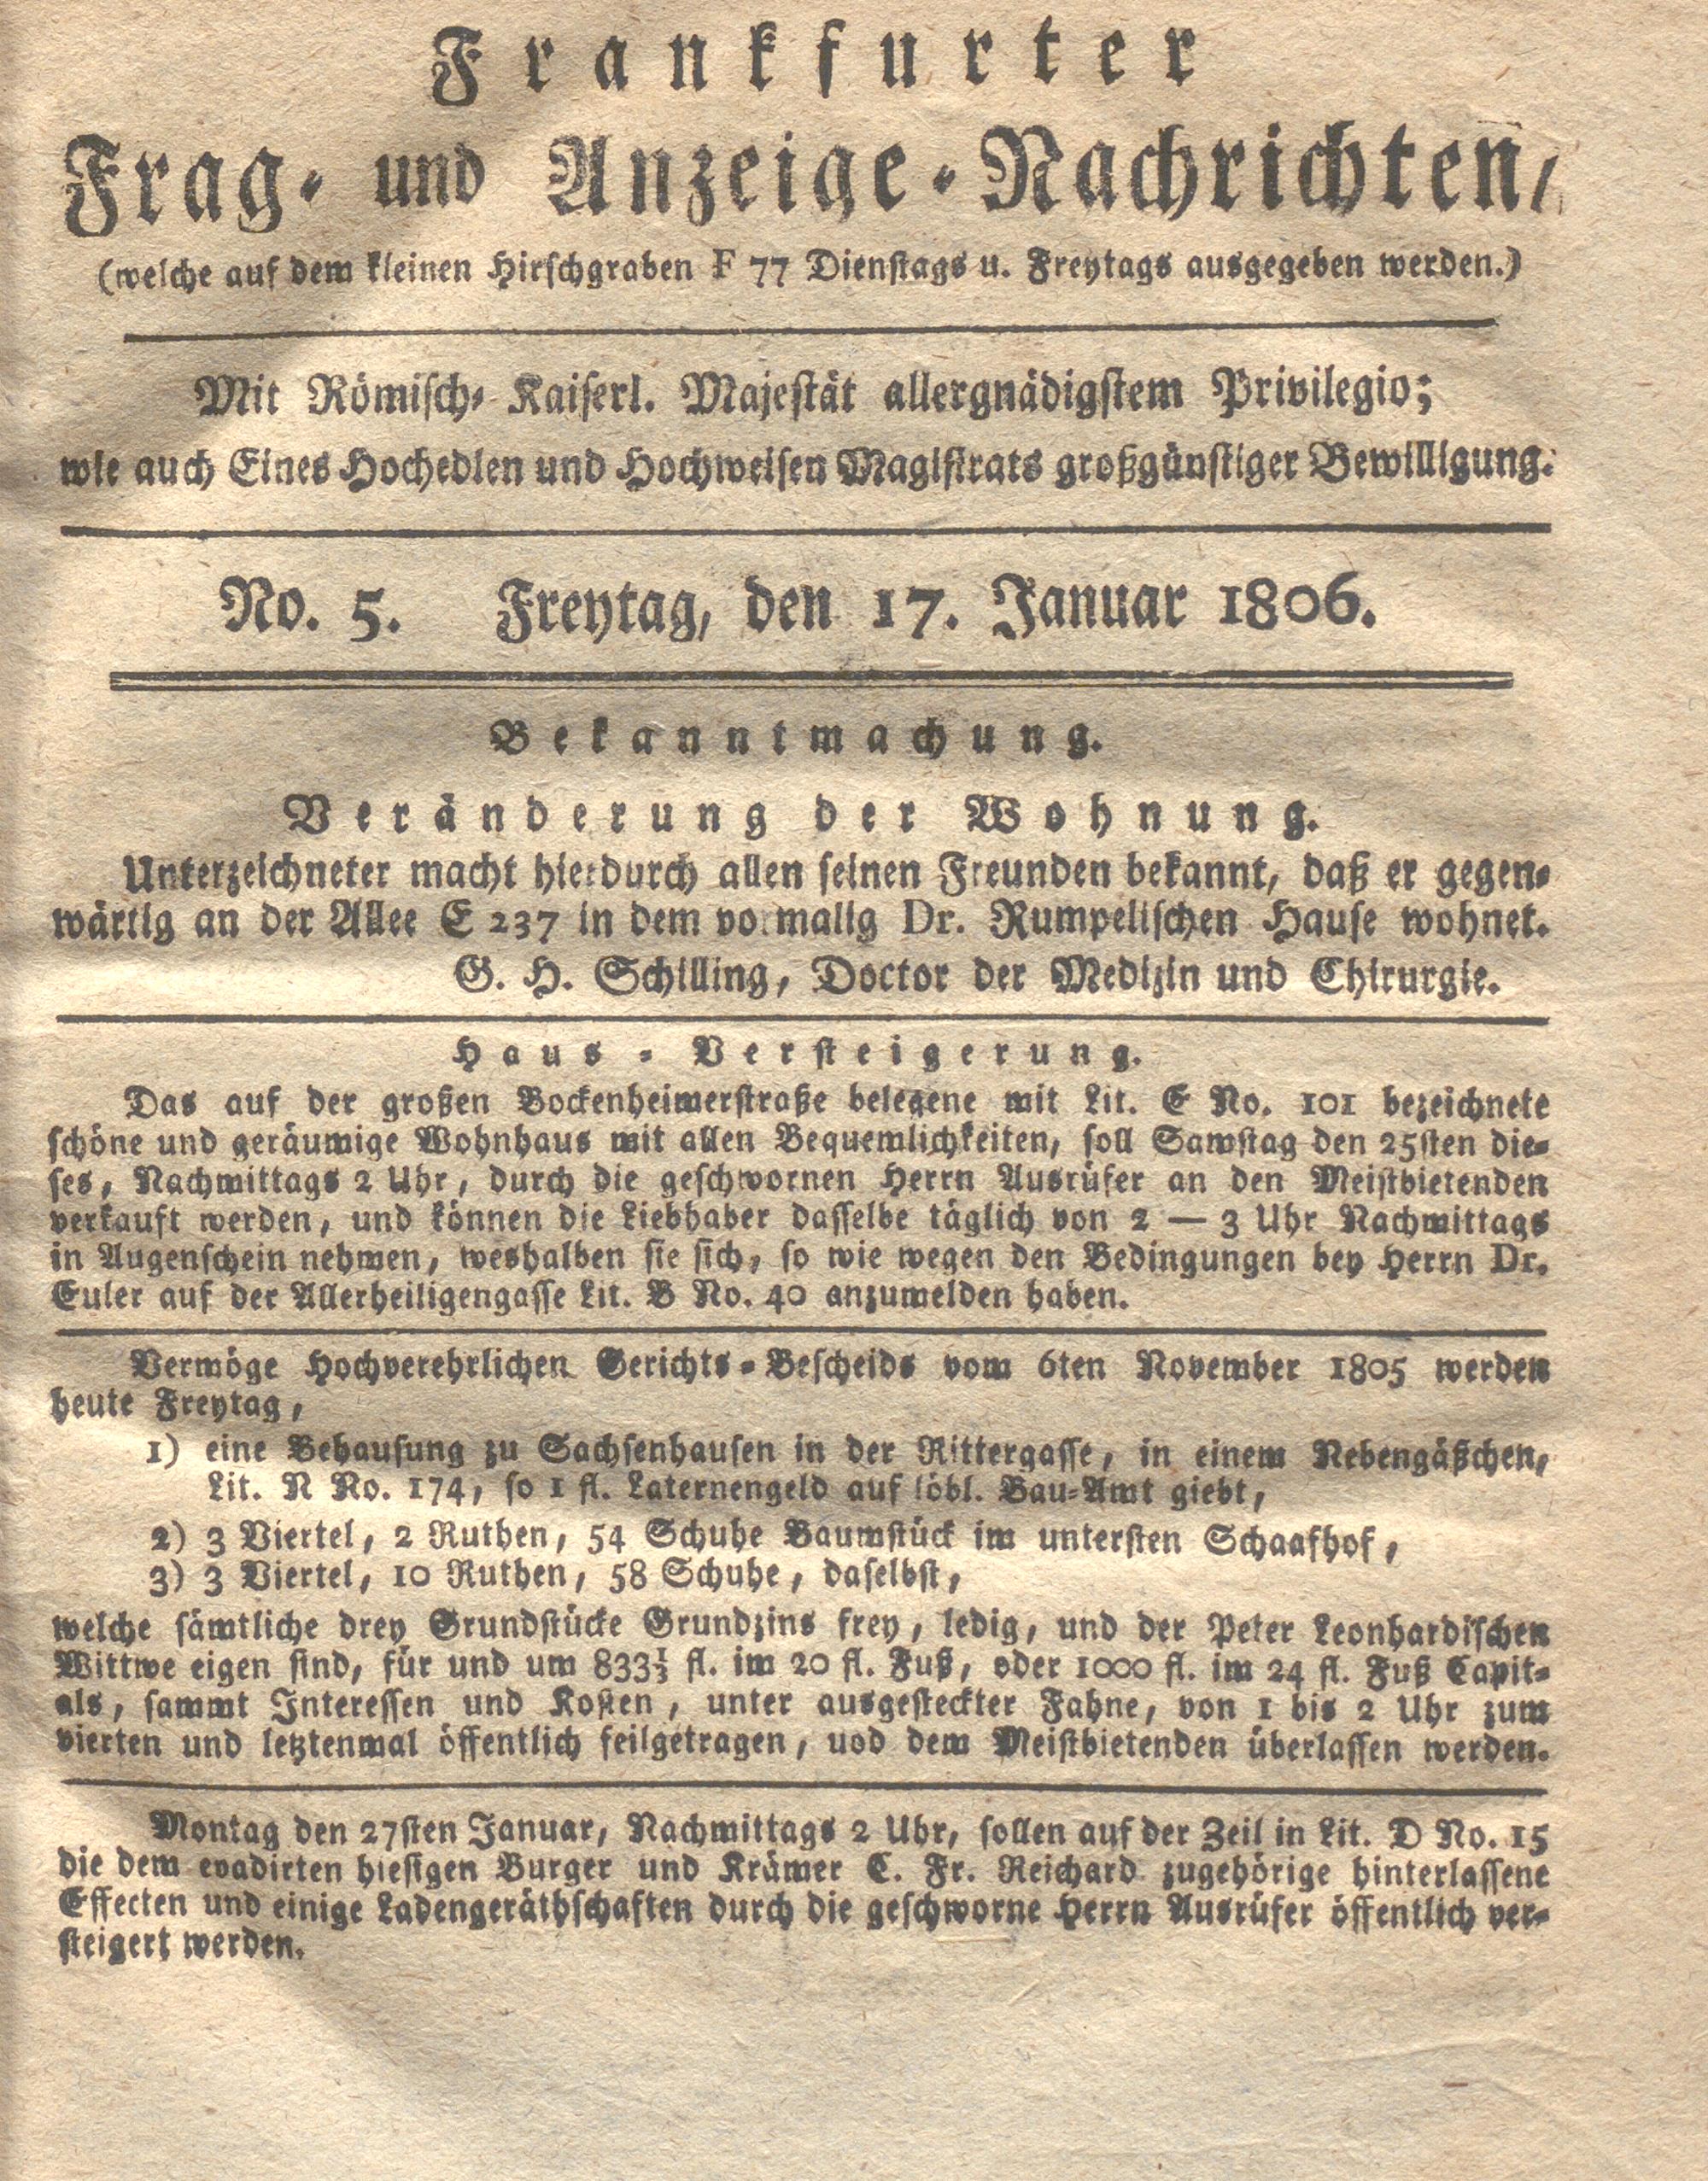 Frankfurter
Frag- und Anzeige-Nachrichten,
(welche auf dem kleinen Hirschgraben F 77 Dienstags u. Freytags ausgegeben werden.)
Mit Römisch- Kaiserl. Majestät allergnädigstem Privilegio;
wie auch Eines Hochedlen und Hochweisen Magistrats großgünstiger Bewilligung.
No. 5. Freytag, den 17. Januar 1806.
Bekanntmachung.
Veränderung der Wohnung.
Unterzeichneter macht hierdurch allen seinen Freunden bekannt, daß er gegen-
wärtig an der Allee E 237 in dem vormalig Dr. Rumpelischen Hause wohnet.
G. H. Schilling, Doctor der Medizin und Chirurgie.
Haus-Versteigerung.
Das auf der großen Bockenheimerstraße belegene mit Lit. E No. 101 bezeichnete
schöne und geräumige Wohnhaus mit allen Bequemlichkeiten, soll Samstag den 25sten die-
ses, Nachmittags 2 Uhr, durch die geschwornen Herrn Ausrüfer an den Meistbietenden
verkauft werden, und können die Liebhaber dasselbe täglich von 2 — 3 Uhr Nachmittags
in Augenschein nehmen, weshalben sie sich, so wie wegen den Bedingungen bey Herrn Dr.
Euler auf der Allerheiligengasse Lit. B No. 40 anzumelden haben.
Vermöge Hochverehrlichen Gerichts-Bescheids vom 6ten November 1805 werden
heute Freytag,
1) eine Behausung zu Sachsenhausen in der Rittergasse, in einem Nebengäßchen,
Lit. N No. 174, so 1 fl. Laternengeld auf löbl. Bau-Amt giebt,
2) 3 Viertel, 2 Ruthen, 54 Schuhe Baumstück im untersten Schaafhof,
3) 3 Viertel, 10 Ruthen, 58 Schuhe, daselbst,
welche sämtliche drey Grundstücke Grundzins frey, ledig, und der Peter Leonhardischen
Wittwe eigen sind, für und um 833⅓ fl. im 20 fl. Fuß, oder 1000 fl. im 24 fl. Fuß Capit-
als, sammt Interessen und Kosten, unter ausgesteckter Fahne, von 1 bis 2 Uhr zum
vierten und letztenmal öffentlich feilgetragen, uod dem Meistbietenden überlassen werden.
Montag den 27sten Januar, Nachmittags 2 Uhr, sollen auf der Zeil in Lit. D No. 15
die dem evadirten hiesigen Burger und Krämer C. Fr. Reichard zugehörige hinterlassene
Effecten und einige Ladengeräthschaften durch die geschworne Herrn Ausrüfer öffentlich ver-
steigert werden.